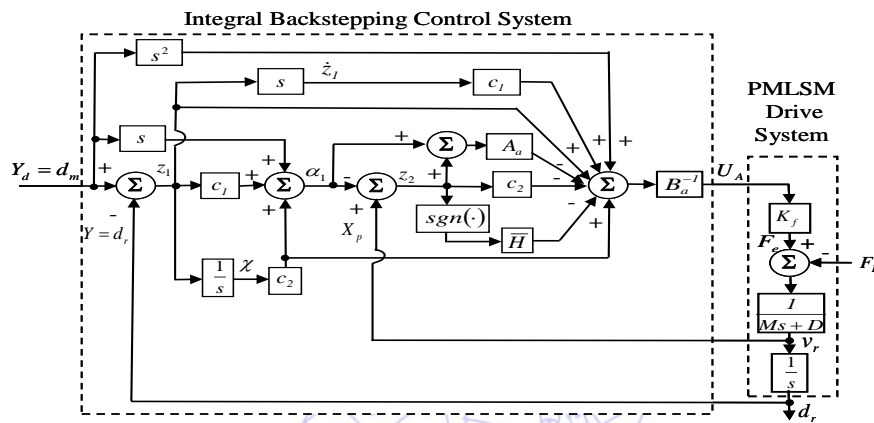 Integral Backstepping Control System
s²
s
ż₁
c₁
PMLSM
Drive
System
Y_d = d_m
+
s
z₁
c₁
+
+
+
Σ
α₁
-
Σ
z₂
+
Σ
+
A_a
-
c₂
-
+
+
-
+
Σ
B_a⁻¹
U_A
Σ
-
Y = d_r
+
X_p
sgn(·)
H̅
-
+
K_f
F_e
+
Σ
-
1/s
χ
c₂
1
Ms + D
v_r
1
s
d_r